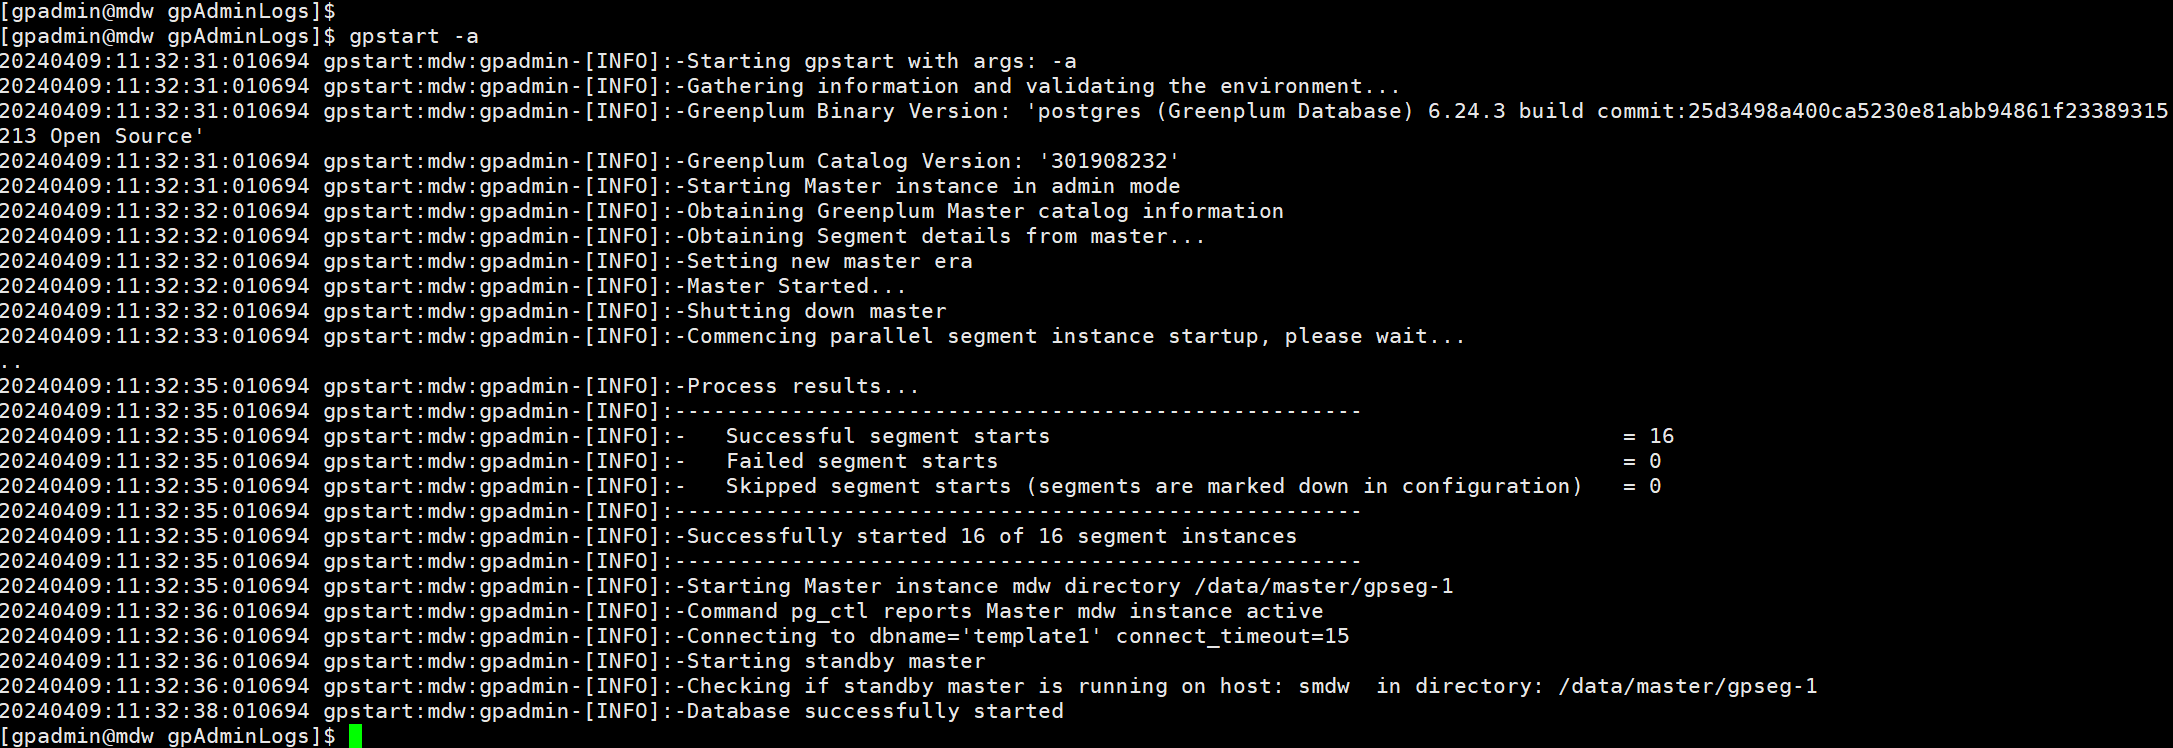 [gpadmin@mdw gpAdminLogs]$
[gpadmin@mdw gpAdminLogs]$ gpstart -a
20240409:11:32:31:010694 gpstart:mdw:gpadmin-[INFO]:-Starting gpstart with args: -a
20240409:11:32:31:010694 gpstart:mdw:gpadmin-[INFO]:-Gathering information and validating the environment...
20240409:11:32:31:010694 gpstart:mdw:gpadmin-[INFO]:-Greenplum Binary Version: 'postgres (Greenplum Database) 6.24.3 build commit:25d3498a400ca5230e81abb94861f23389315
213 Open Source'
20240409:11:32:31:010694 gpstart:mdw:gpadmin-[INFO]:-Greenplum Catalog Version: '301908232'
20240409:11:32:31:010694 gpstart:mdw:gpadmin-[INFO]:-Starting Master instance in admin mode
20240409:11:32:32:010694 gpstart:mdw:gpadmin-[INFO]:-Obtaining Greenplum Master catalog information
20240409:11:32:32:010694 gpstart:mdw:gpadmin-[INFO]:-Obtaining Segment details from master...
20240409:11:32:32:010694 gpstart:mdw:gpadmin-[INFO]:-Setting new master era
20240409:11:32:32:010694 gpstart:mdw:gpadmin-[INFO]:-Master Started...
20240409:11:32:32:010694 gpstart:mdw:gpadmin-[INFO]:-Shutting down master
20240409:11:32:33:010694 gpstart:mdw:gpadmin-[INFO]:-Commencing parallel segment instance startup, please wait...
..
20240409:11:32:35:010694 gpstart:mdw:gpadmin-[INFO]:-Process results...
20240409:11:32:35:010694 gpstart:mdw:gpadmin-[INFO]:-----------------------------------------------------
20240409:11:32:35:010694 gpstart:mdw:gpadmin-[INFO]:-   Successful segment starts                                            = 16
20240409:11:32:35:010694 gpstart:mdw:gpadmin-[INFO]:-   Failed segment starts                                                = 0
20240409:11:32:35:010694 gpstart:mdw:gpadmin-[INFO]:-   Skipped segment starts (segments are marked down in configuration)   = 0
20240409:11:32:35:010694 gpstart:mdw:gpadmin-[INFO]:-----------------------------------------------------
20240409:11:32:35:010694 gpstart:mdw:gpadmin-[INFO]:-Successfully started 16 of 16 segment instances
20240409:11:32:35:010694 gpstart:mdw:gpadmin-[INFO]:-----------------------------------------------------
20240409:11:32:35:010694 gpstart:mdw:gpadmin-[INFO]:-Starting Master instance mdw directory /data/master/gpseg-1
20240409:11:32:36:010694 gpstart:mdw:gpadmin-[INFO]:-Command pg_ctl reports Master mdw instance active
20240409:11:32:36:010694 gpstart:mdw:gpadmin-[INFO]:-Connecting to dbname='template1' connect_timeout=15
20240409:11:32:36:010694 gpstart:mdw:gpadmin-[INFO]:-Starting standby master
20240409:11:32:36:010694 gpstart:mdw:gpadmin-[INFO]:-Checking if standby master is running on host: smdw  in directory: /data/master/gpseg-1
20240409:11:32:38:010694 gpstart:mdw:gpadmin-[INFO]:-Database successfully started
[gpadmin@mdw gpAdminLogs]$